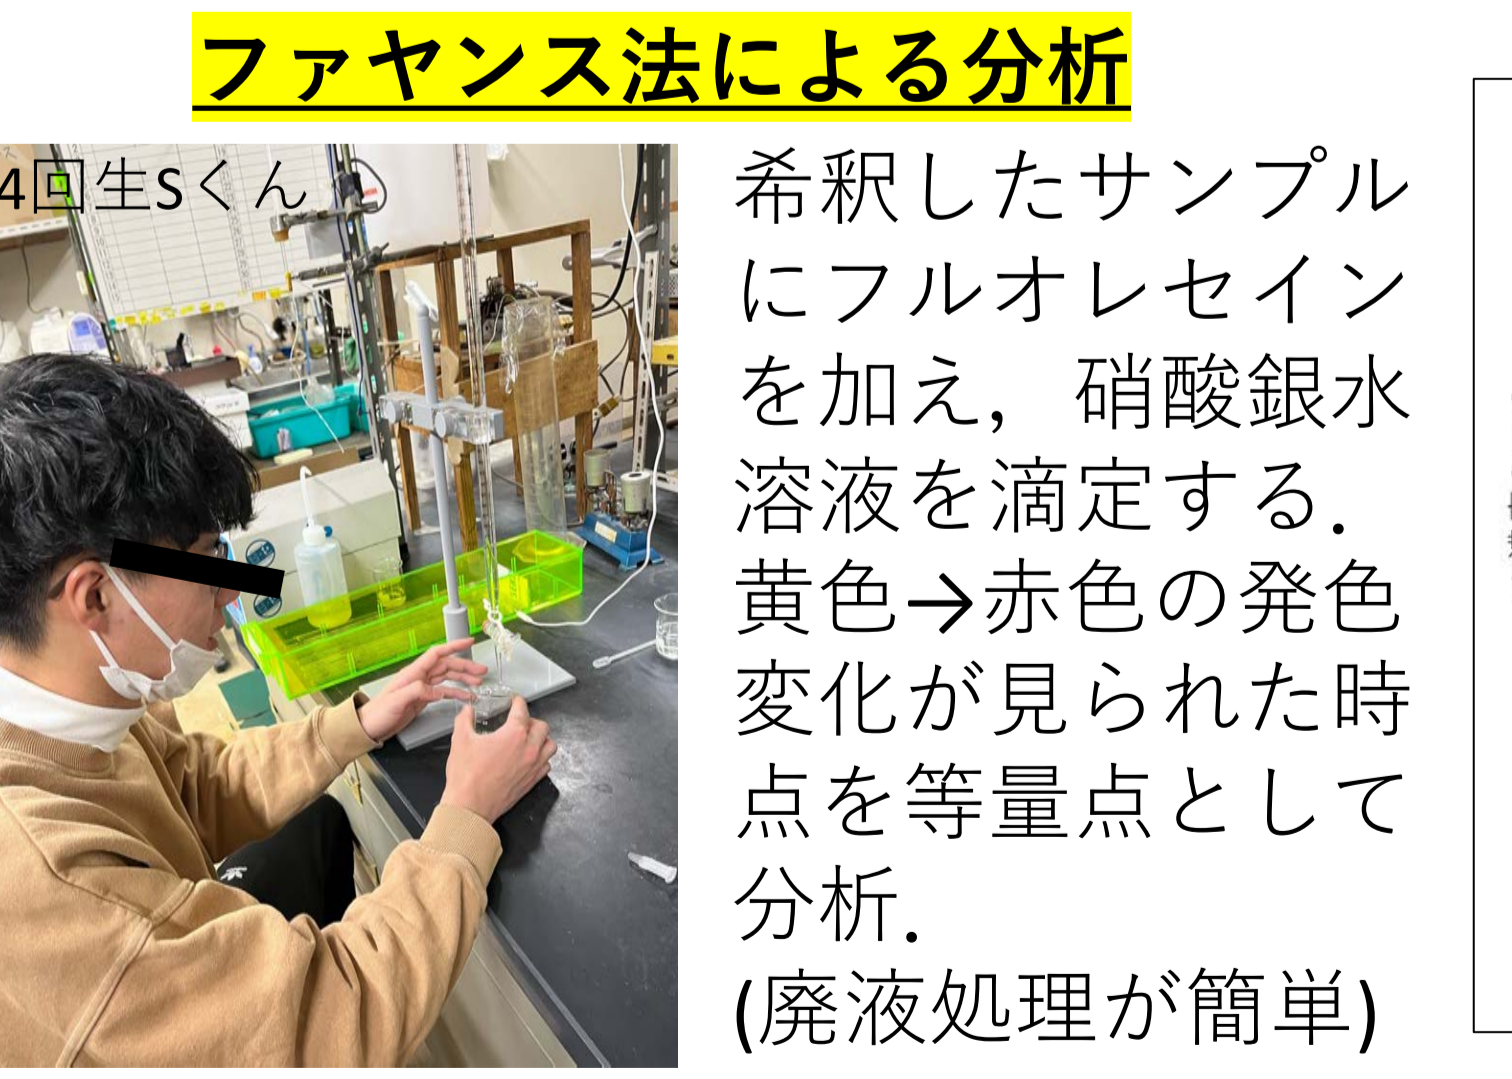 ファヤンス法による分析
4回生Sくん
希釈したサンプル
にフルオレセイン
を加え，硝酸銀水
溶液を滴定する．
黄色→赤色の発色
変化が見られた時
点を等量点として
分析．
(廃液処理が簡単)